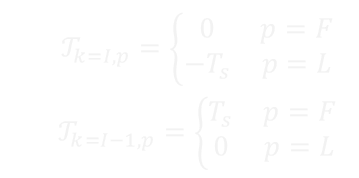 𝒯_{k=l,p} = { 0 p = F
−T_s p = L
𝒯_{k=l−1,p} = { T_s p = F
0 p = L